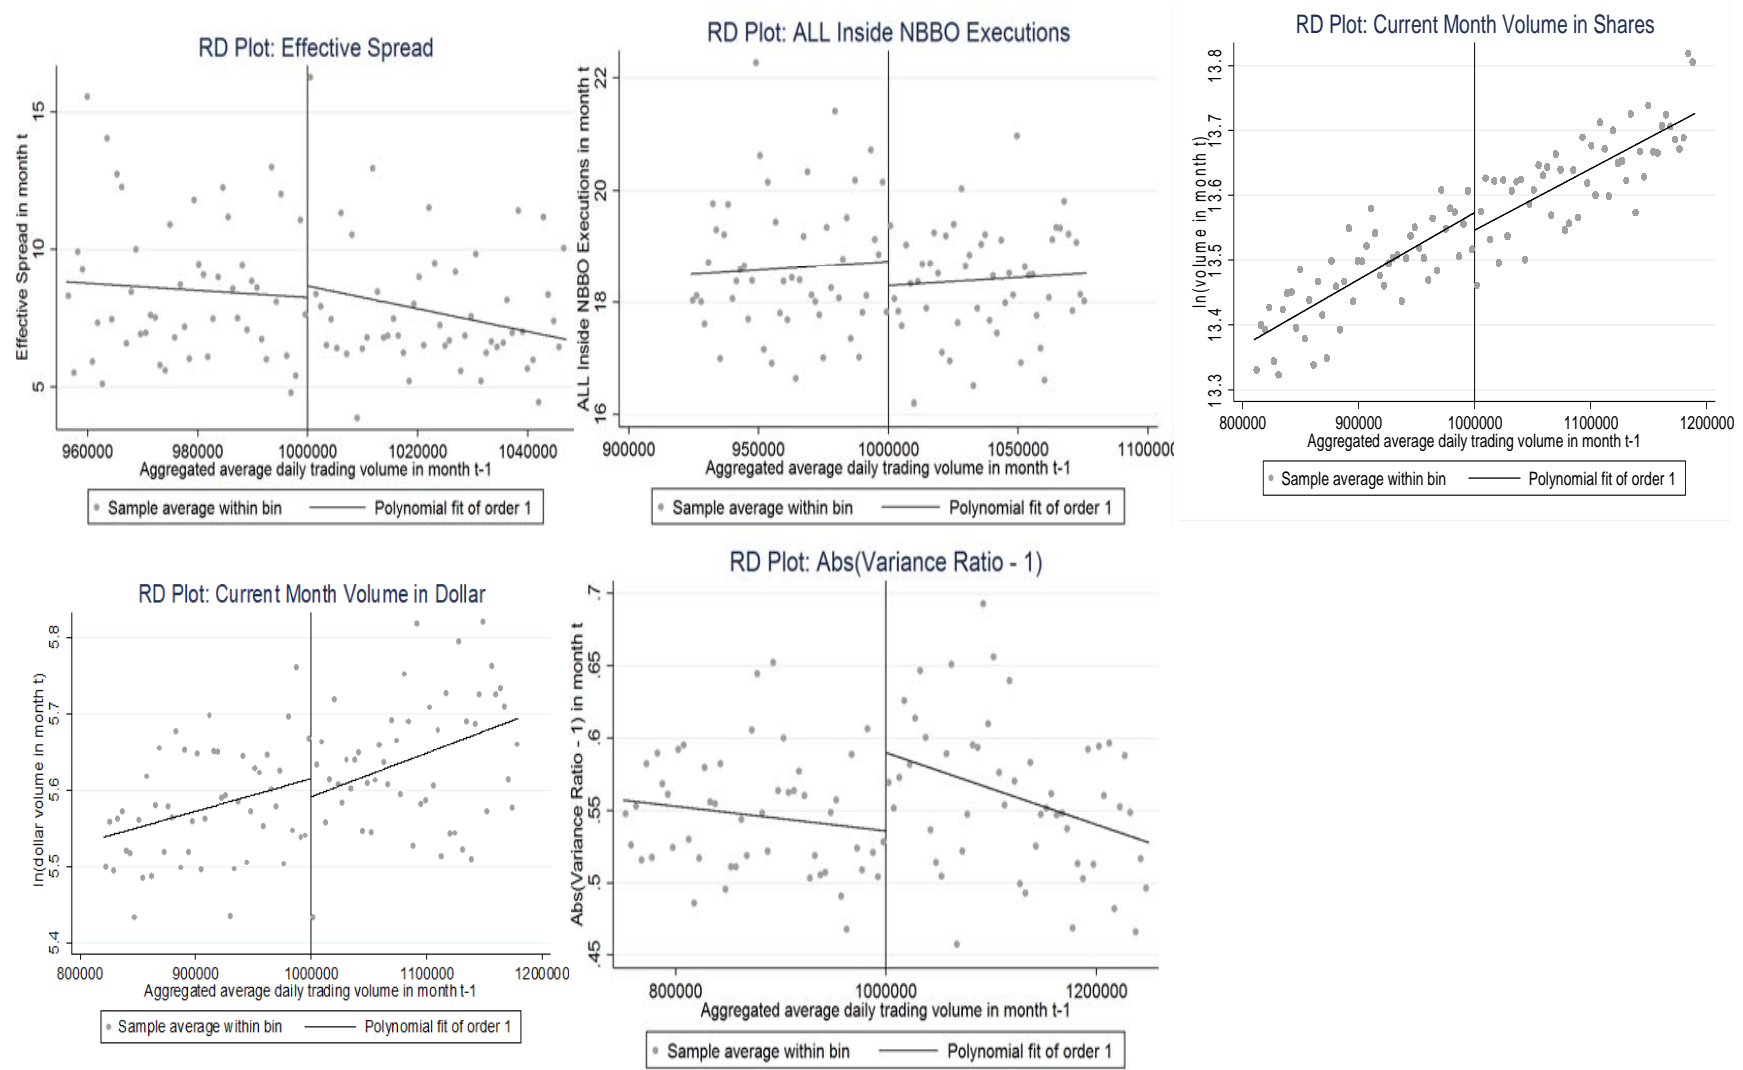 RD Plot: Effective Spread
Effective Spread in month t
15
10
5
960000 980000 1000000 1020000 1040000
Aggregated average daily trading volume in month t-1
Sample average within bin Polynomial fit of order 1
RD Plot: ALL Inside NBBO Executions
ALL Inside NBBO Executions in month t
22
20
18
16
900000 950000 1000000 1050000 1100000
Aggregated average daily trading volume in month t-1
Sample average within bin Polynomial fit of order 1
RD Plot: Current Month Volume in Shares
ln(volume in month t)
13.8
13.7
13.6
13.5
13.4
13.3
800000 900000 1000000 1100000 1200000
Aggregated average daily trading volume in month t-1
Sample average within bin Polynomial fit of order 1
RD Plot: Current Month Volume in Dollar
ln(dollar volume in month t)
5.8
5.7
5.6
5.5
5.4
800000 900000 1000000 1100000 1200000
Aggregated average daily trading volume in month t-1
Sample average within bin Polynomial fit of order 1
RD Plot: Abs(Variance Ratio - 1)
Abs(Variance Ratio - 1) in month t
.7
.65
.6
.55
.5
.45
800000 1000000 1200000
Aggregated average daily trading volume in month t-1
Sample average within bin Polynomial fit of order 1